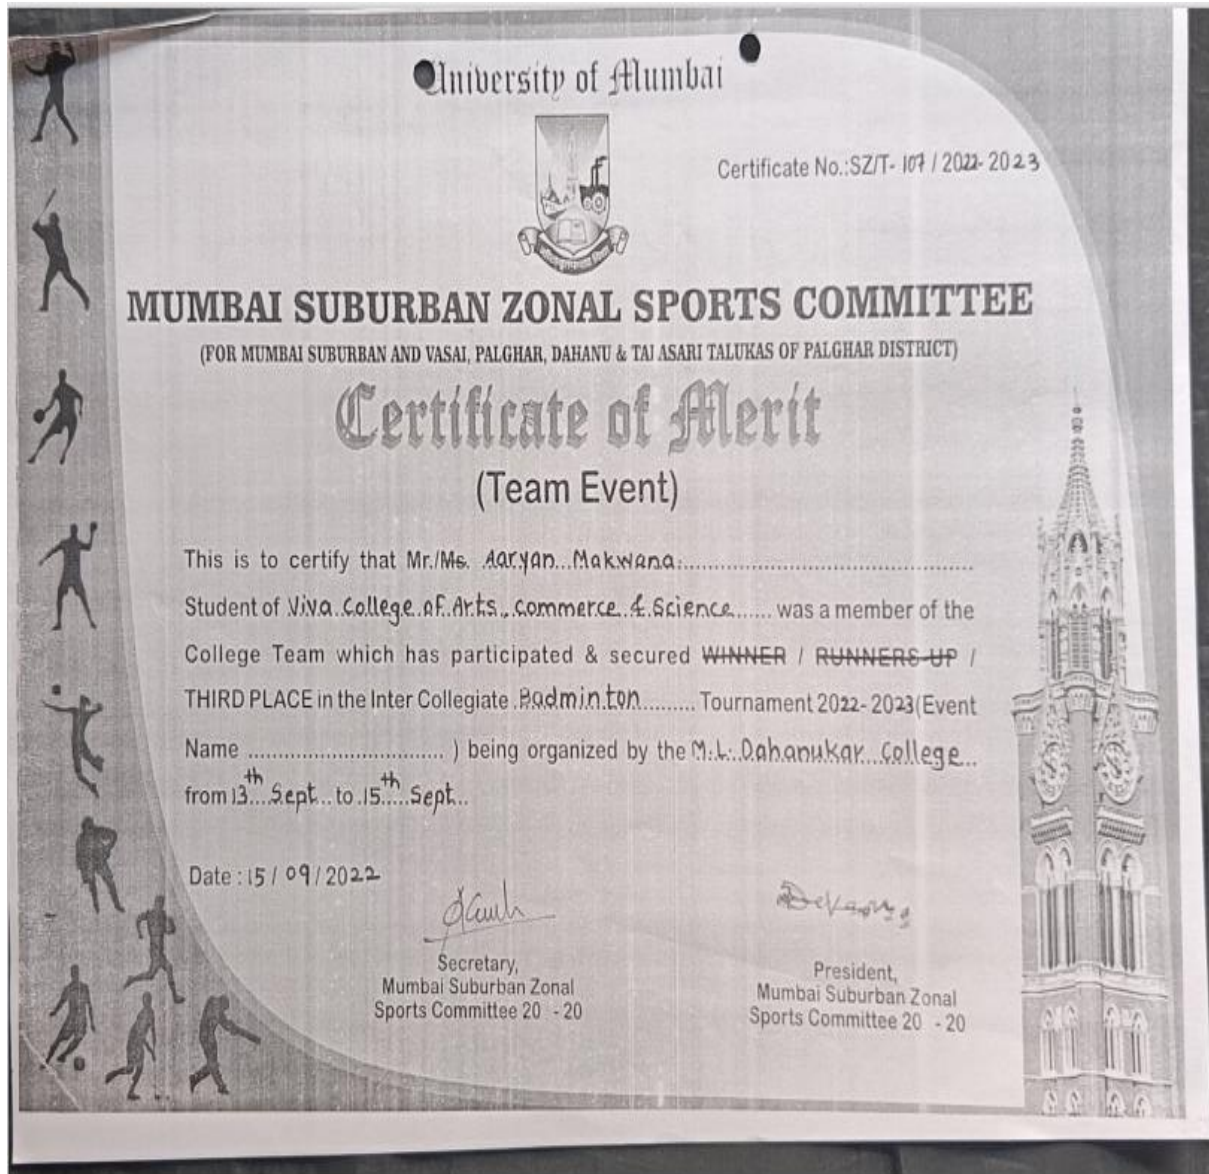 University of Mumbai
Certificate No.:SZ/T- 107 / 2022- 2023
MUMBAI SUBURBAN ZONAL SPORTS COMMITTEE
(FOR MUMBAI SUBURBAN AND VASAI, PALGHAR, DAHANU & TALASARI TALUKAS OF PALGHAR DISTRICT)
Certificate of Merit
(Team Event)
This is to certify that Mr./Ms. Aaryan Makwana
Student of Viva College of Arts, Commerce & Science was a member of the
College Team which has participated & secured WINNER / RUNNERS-UP /
THIRD PLACE in the Inter Collegiate Badminton Tournament 2022-2023(Event
Name .............................. ) being organized by the M.L. Dahanukar College
from 13th Sept to 15th Sept
Date : 15 / 09 / 2022
Secretary,
Mumbai Suburban Zonal
Sports Committee 20 - 20
President,
Mumbai Suburban Zonal
Sports Committee 20 - 20